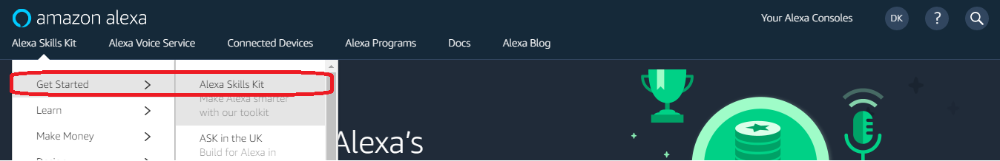 amazon alexa
Your Alexa Consoles DK ?
Alexa Skills Kit Alexa Voice Service Connected Devices Alexa Programs Docs Alexa Blog
Get Started > Alexa Skills Kit
Make Alexa smarter
Learn > with our toolkit
Make Money > ASK in the UK
Alexa's
Build for Alexa in